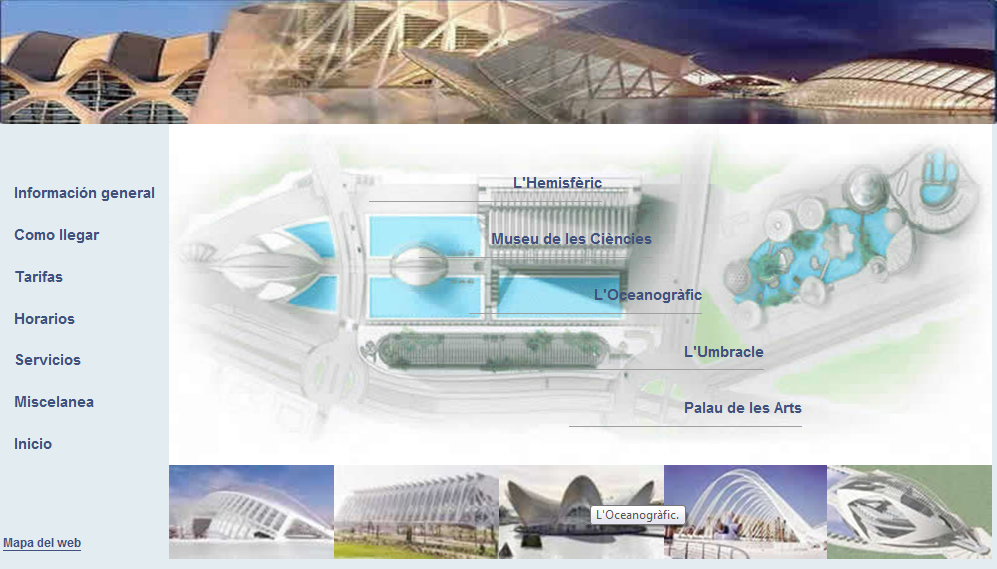 Información general
Como llegar
Tarifas
Horarios
Servicios
Miscelanea
Inicio
Mapa del web
L'Hemisfèric
Museu de les Ciències
L'Oceanogràfic
L'Umbracle
Palau de les Arts
L'Oceanogràfic.